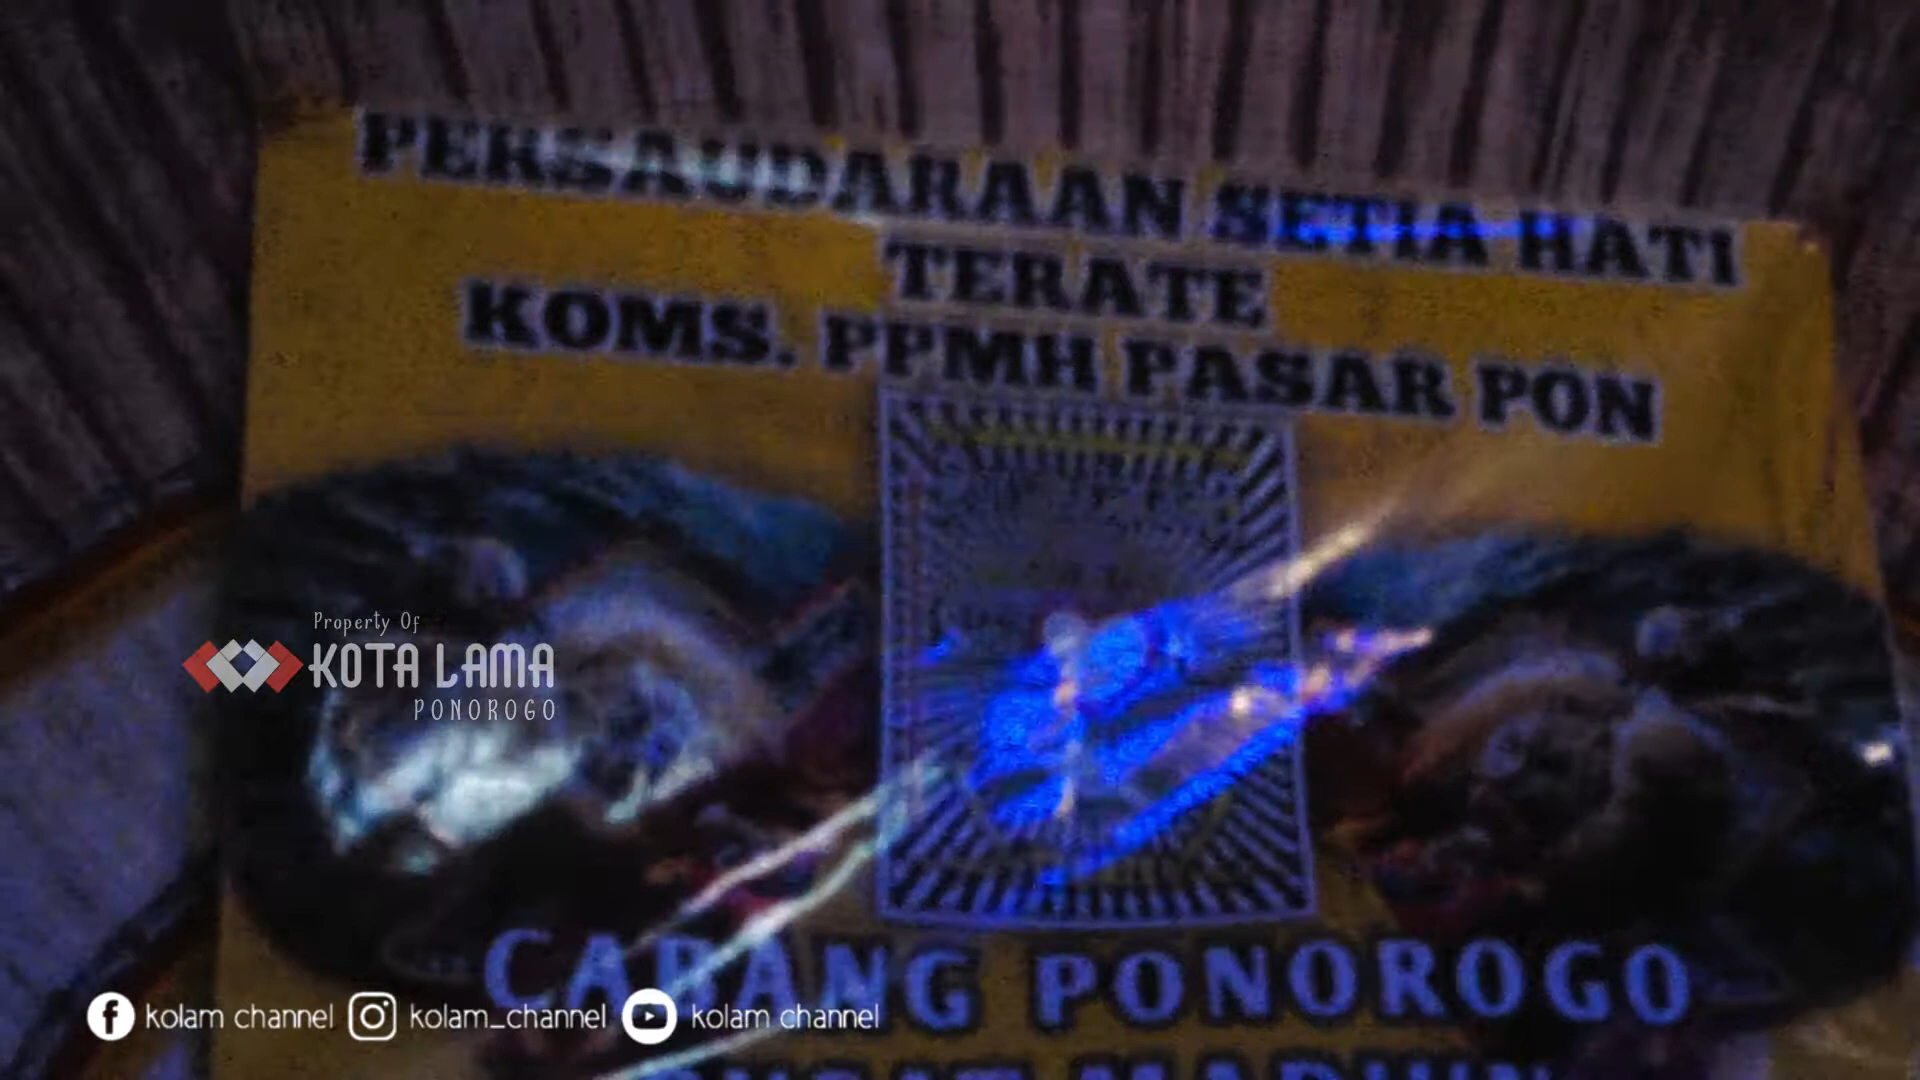 PERSAUDARAAN SETIA HATI
TERATE
KOMS. PPMH PASAR PON
Property Of
KOTA LAMA
PONOROGO
CABANG PONOROGO
kolam channel
kolam_channel
kolam channel